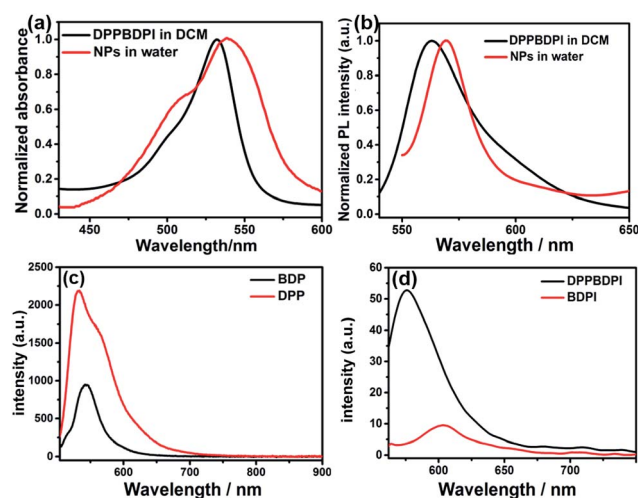 (a)
DPPBDPI in DCM
NPs in water
Normalized absorbance
1.0
0.8
0.6
0.4
0.2
0.0
450
500
550
600
Wavelength/nm
(b)
DPPBDPI in DCM
NPs in water
Normalized PL intensity (a.u.)
1.0
0.8
0.6
0.4
0.2
0.0
550
600
650
Wavelength / nm
(c)
BDP
DPP
intensity (a.u.)
2500
2000
1500
1000
500
0
600
700
800
900
Wavelength / nm
(d)
DPPBDPI
BDPI
intensity (a.u.)
60
50
40
30
20
10
0
600
650
700
Wavelength / nm